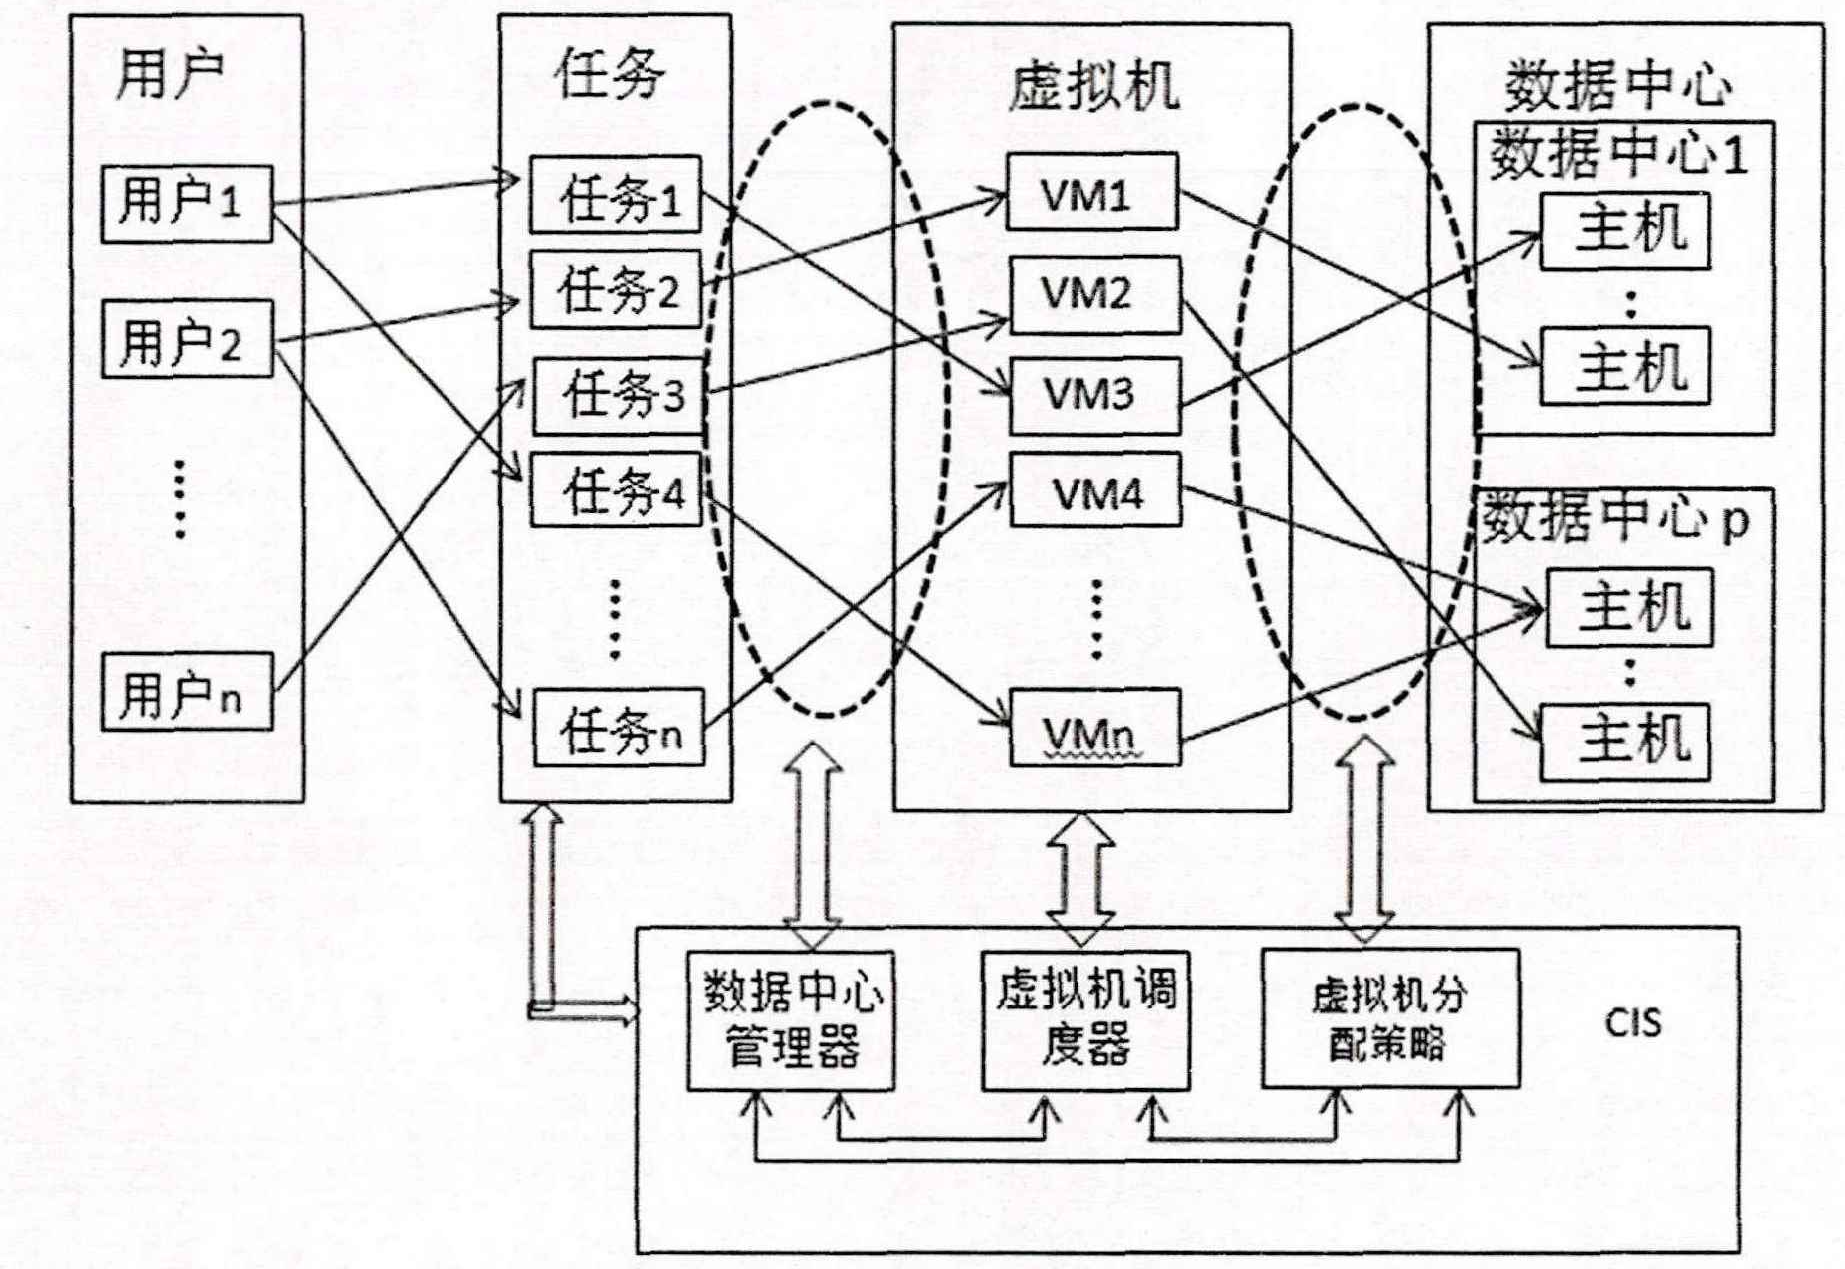 用户
用户1
用户2
用户n
任务
任务1
任务2
任务3
任务4
任务n
虚拟机
VM1
VM2
VM3
VM4
VMn
数据中心
数据中心1
主机
主机
数据中心p
主机
主机
数据中心
管理器
虚拟机调
度器
虚拟机分
配策略
CIS